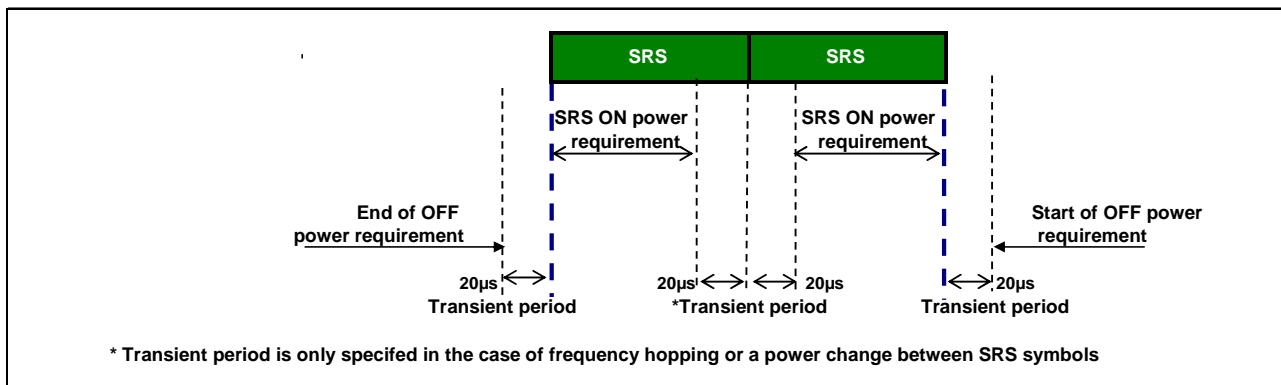 SRS SRS
SRS ON power requirement
SRS ON power requirement
End of OFF power requirement
Start of OFF power requirement
20µs 20µs 20µs 20µs
Transient period *Transient period Transient period
* Transient period is only specifed in the case of frequency hopping or a power change between SRS symbols